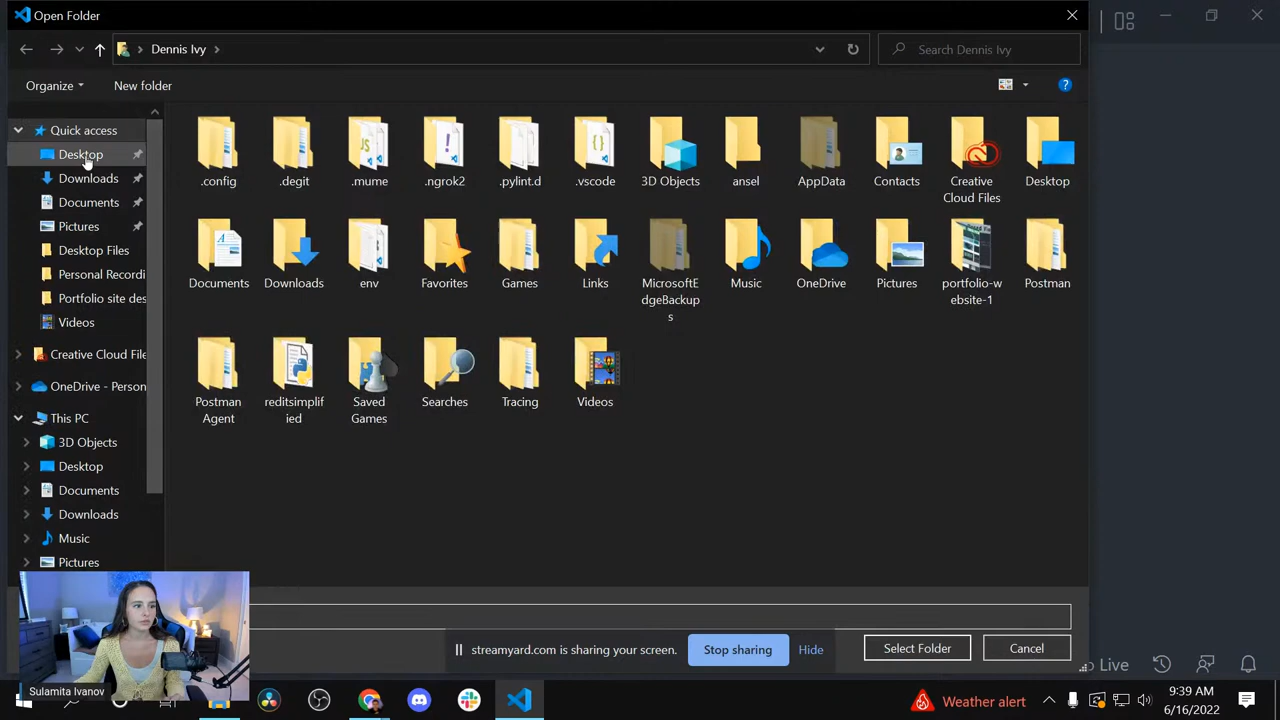 Open Folder
Dennis Ivy
Search Dennis Ivy
Organize
New folder
Quick access
Desktop
Downloads
Documents
Pictures
Desktop Files
Personal Recordi
Portfolio site des
Videos
Creative Cloud File
OneDrive - Person
This PC
3D Objects
Desktop
Documents
Downloads
Music
Pictures
.config
.degit
.mume
.ngrok2
.pylint.d
.vscode
3D Objects
ansel
AppData
Contacts
Creative
Cloud Files
Desktop
Documents
Downloads
env
Favorites
Games
Links
MicrosoftE
dgeBackup
s
Music
OneDrive
Pictures
portfolio-w
ebsite-1
Postman
Postman
Agent
reditsimplif
ied
Saved
Games
Searches
Tracing
Videos
streamyard.com is sharing your screen.
Stop sharing
Hide
Select Folder
Cancel
Live
Sulamita Ivanov
Weather alert
9:39 AM
6/16/2022